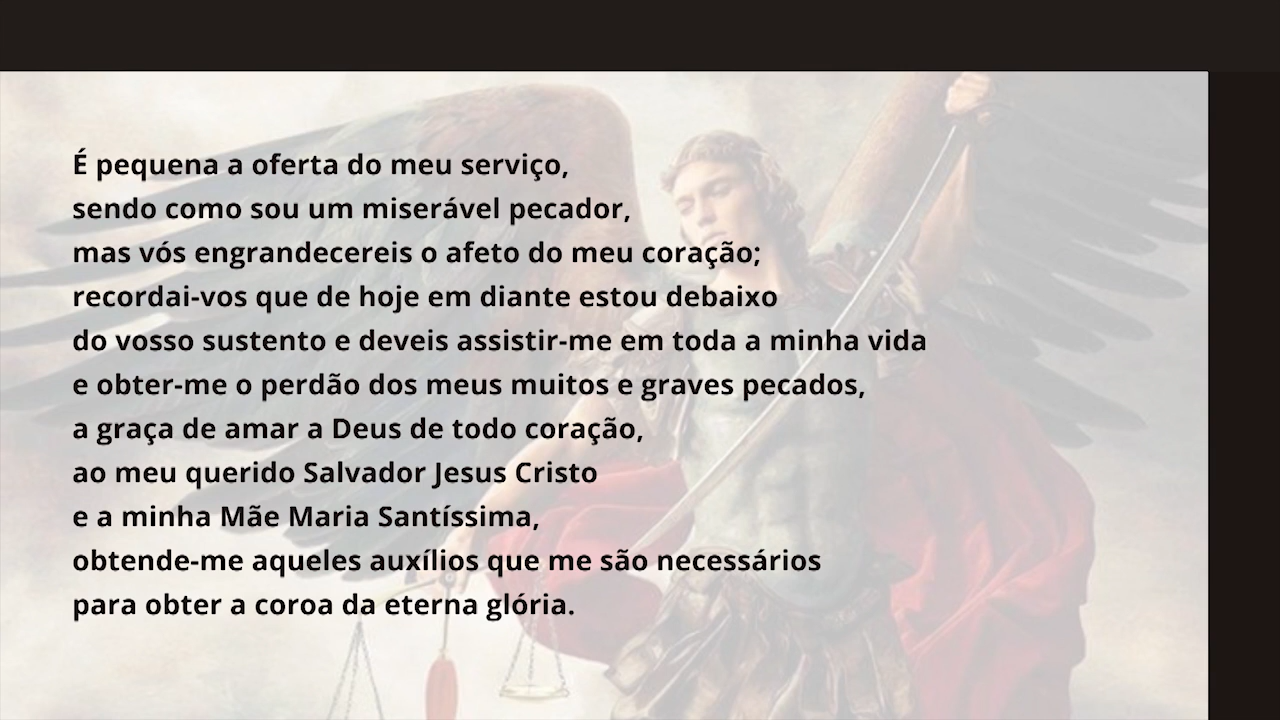 É pequena a oferta do meu serviço,
sendo como sou um miserável pecador,
mas vós engrandecereis o afeto do meu coração;
recordai-vos que de hoje em diante estou debaixo
do vosso sustento e deveis assistir-me em toda a minha vida
e obter-me o perdão dos meus muitos e graves pecados,
a graça de amar a Deus de todo coração,
ao meu querido Salvador Jesus Cristo
e a minha Mãe Maria Santíssima,
obtende-me aqueles auxílios que me são necessários
para obter a coroa da eterna glória.